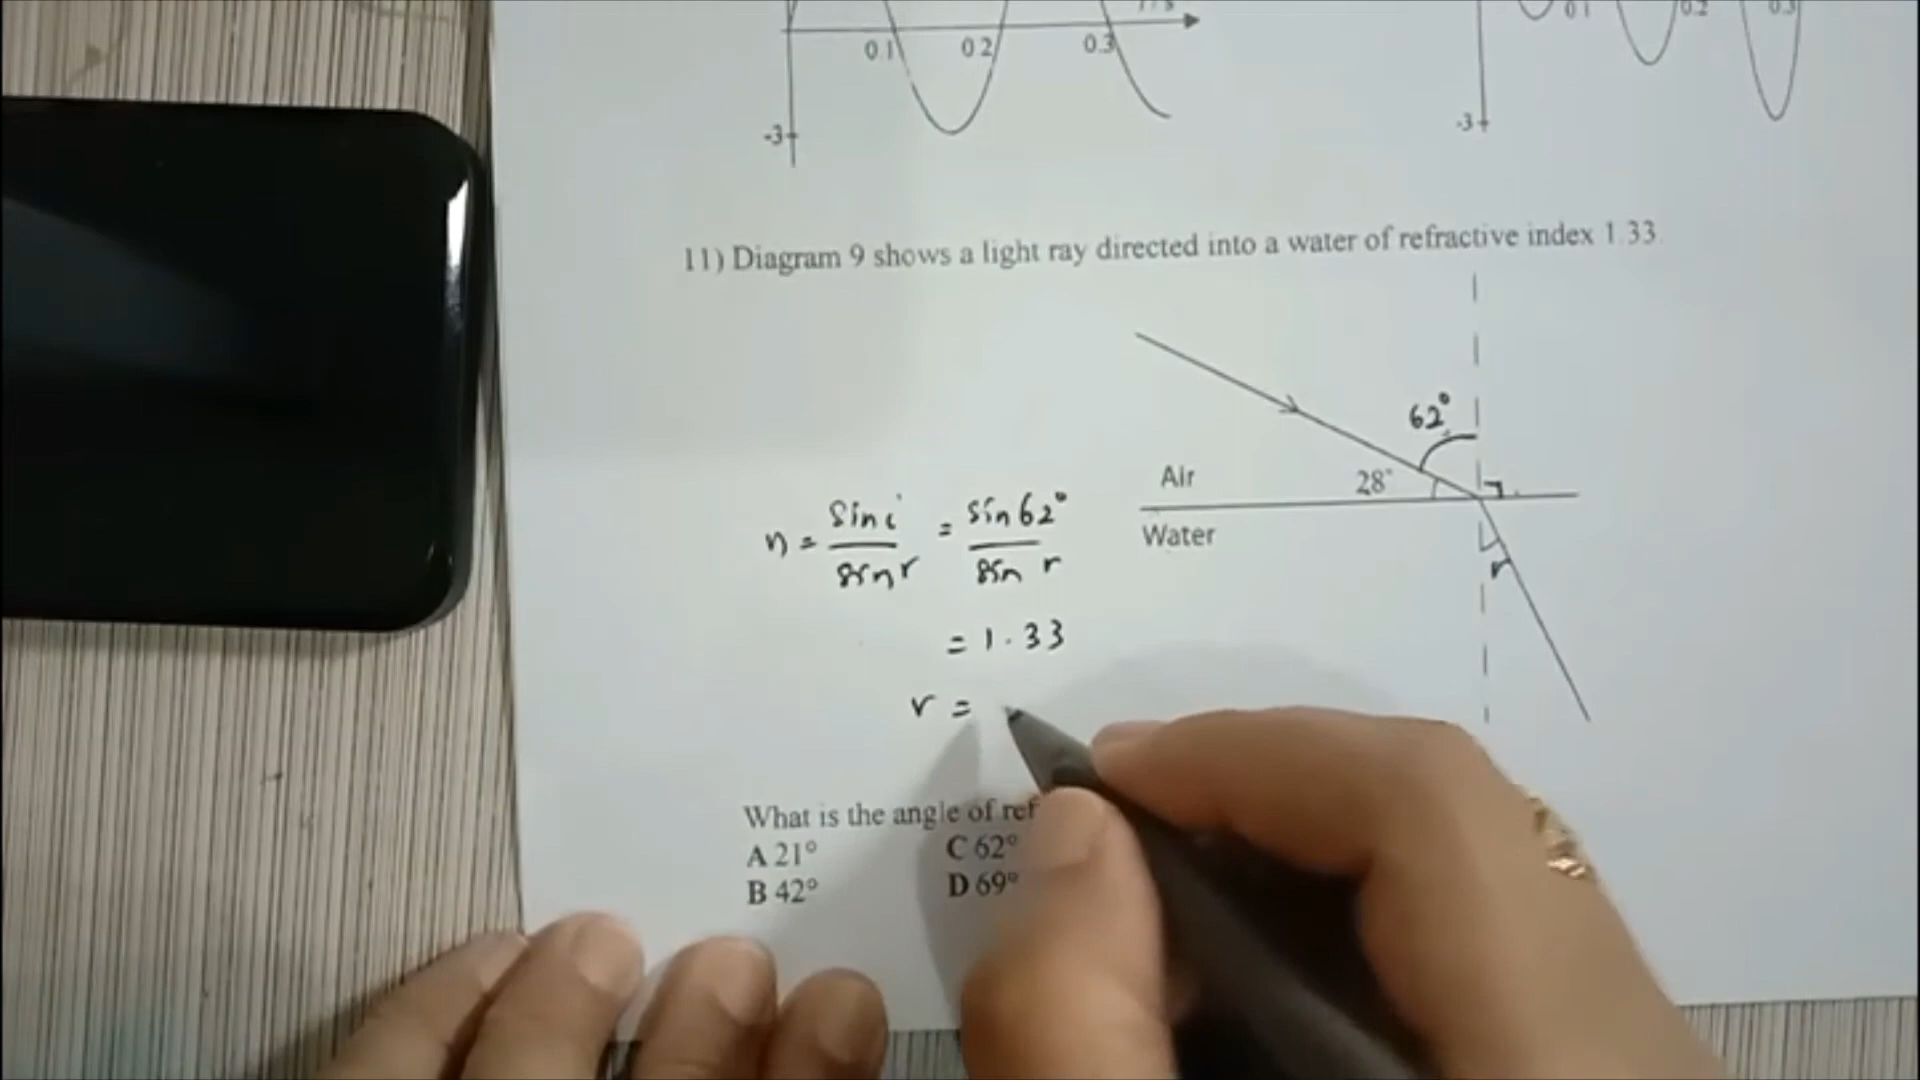 0.1 0.2 0.3
-3
0.1 0.2 0.3
-3
11) Diagram 9 shows a light ray directed into a water of refractive index 1.33.
62°
Air 28°
Water
r
n = sin i / sin r = sin 62° / sin r
= 1.33
r =
What is the angle of
A 21° C 62°
B 42° D 69°